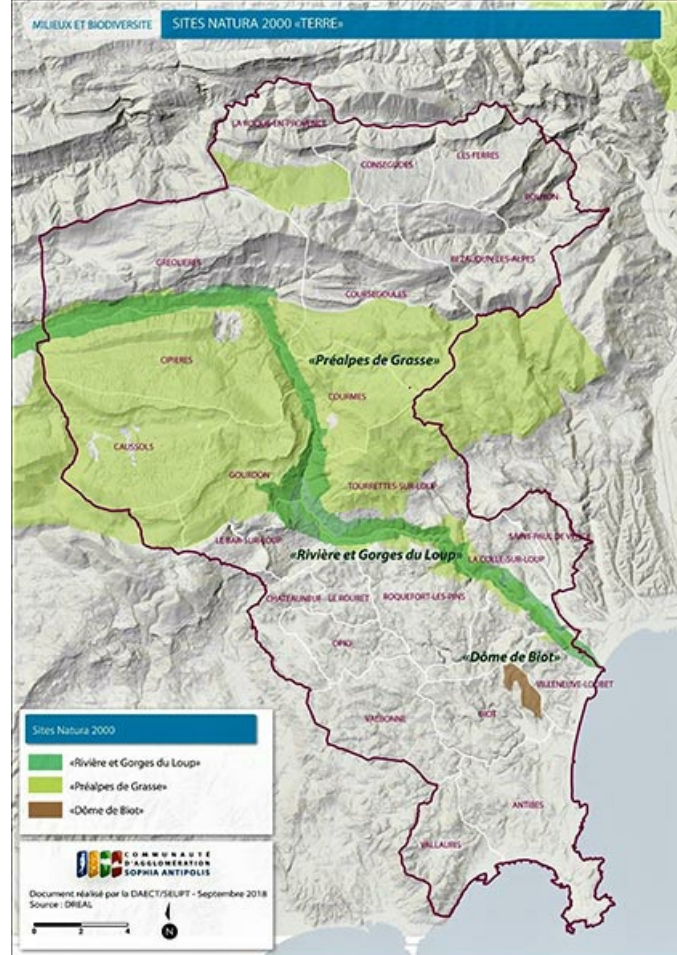 MILIEUX ET BIODIVERSITE
SITES NATURA 2000 «TERRE»
LA ROQUE-EN-PROVENCE
CONSEGUDES
LES FERRES
BOUYON
GREOLIERES
BEZAUDUN-LES-ALPES
COURSEGOULES
CIPIERES
«Préalpes de Grasse»
COURMES
CAUSSOLS
GOURDON
TOURRETTES-SUR-LOUP
LE BAR-SUR-LOUP
SAINT-PAUL DE VENCE
«Rivière et Gorges du Loup»
LA COLLE-SUR-LOUP
CHATEAUNEUF
LE ROURET
ROQUEFORT-LES-PINS
OPIO
«Dôme de Biot»
VILLENEUVE-LOUBET
VALBONNE
BIOT
ANTIBES
VALLAURIS
Sites Natura 2000
«Rivière et Gorges du Loup»
«Préalpes de Grasse»
«Dôme de Biot»
COMMUNAUTÉ
D'AGGLOMÉRATION
SOPHIA ANTIPOLIS
Document réalisé par la DAECT/SEUPT - Septembre 2018
Source : DREAL
0 2 4
N